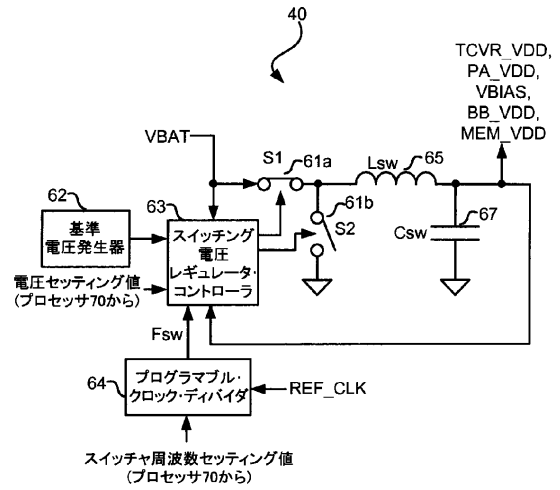 40
TCVR_VDD,
PA_VDD,
VBIAS,
BB_VDD,
MEM_VDD
VBAT
S1
61a
Lsw
65
61b
S2
62
63
67
Csw
基準
電圧発生器
スイッチング
電圧
レギュレータ・
コントローラ
電圧セッティング値
(プロセッサ70から)
Fsw
64
プログラマブル・
クロック・ディバイダ
REF_CLK
スイッチャ周波数セッティング値
(プロセッサ70から)